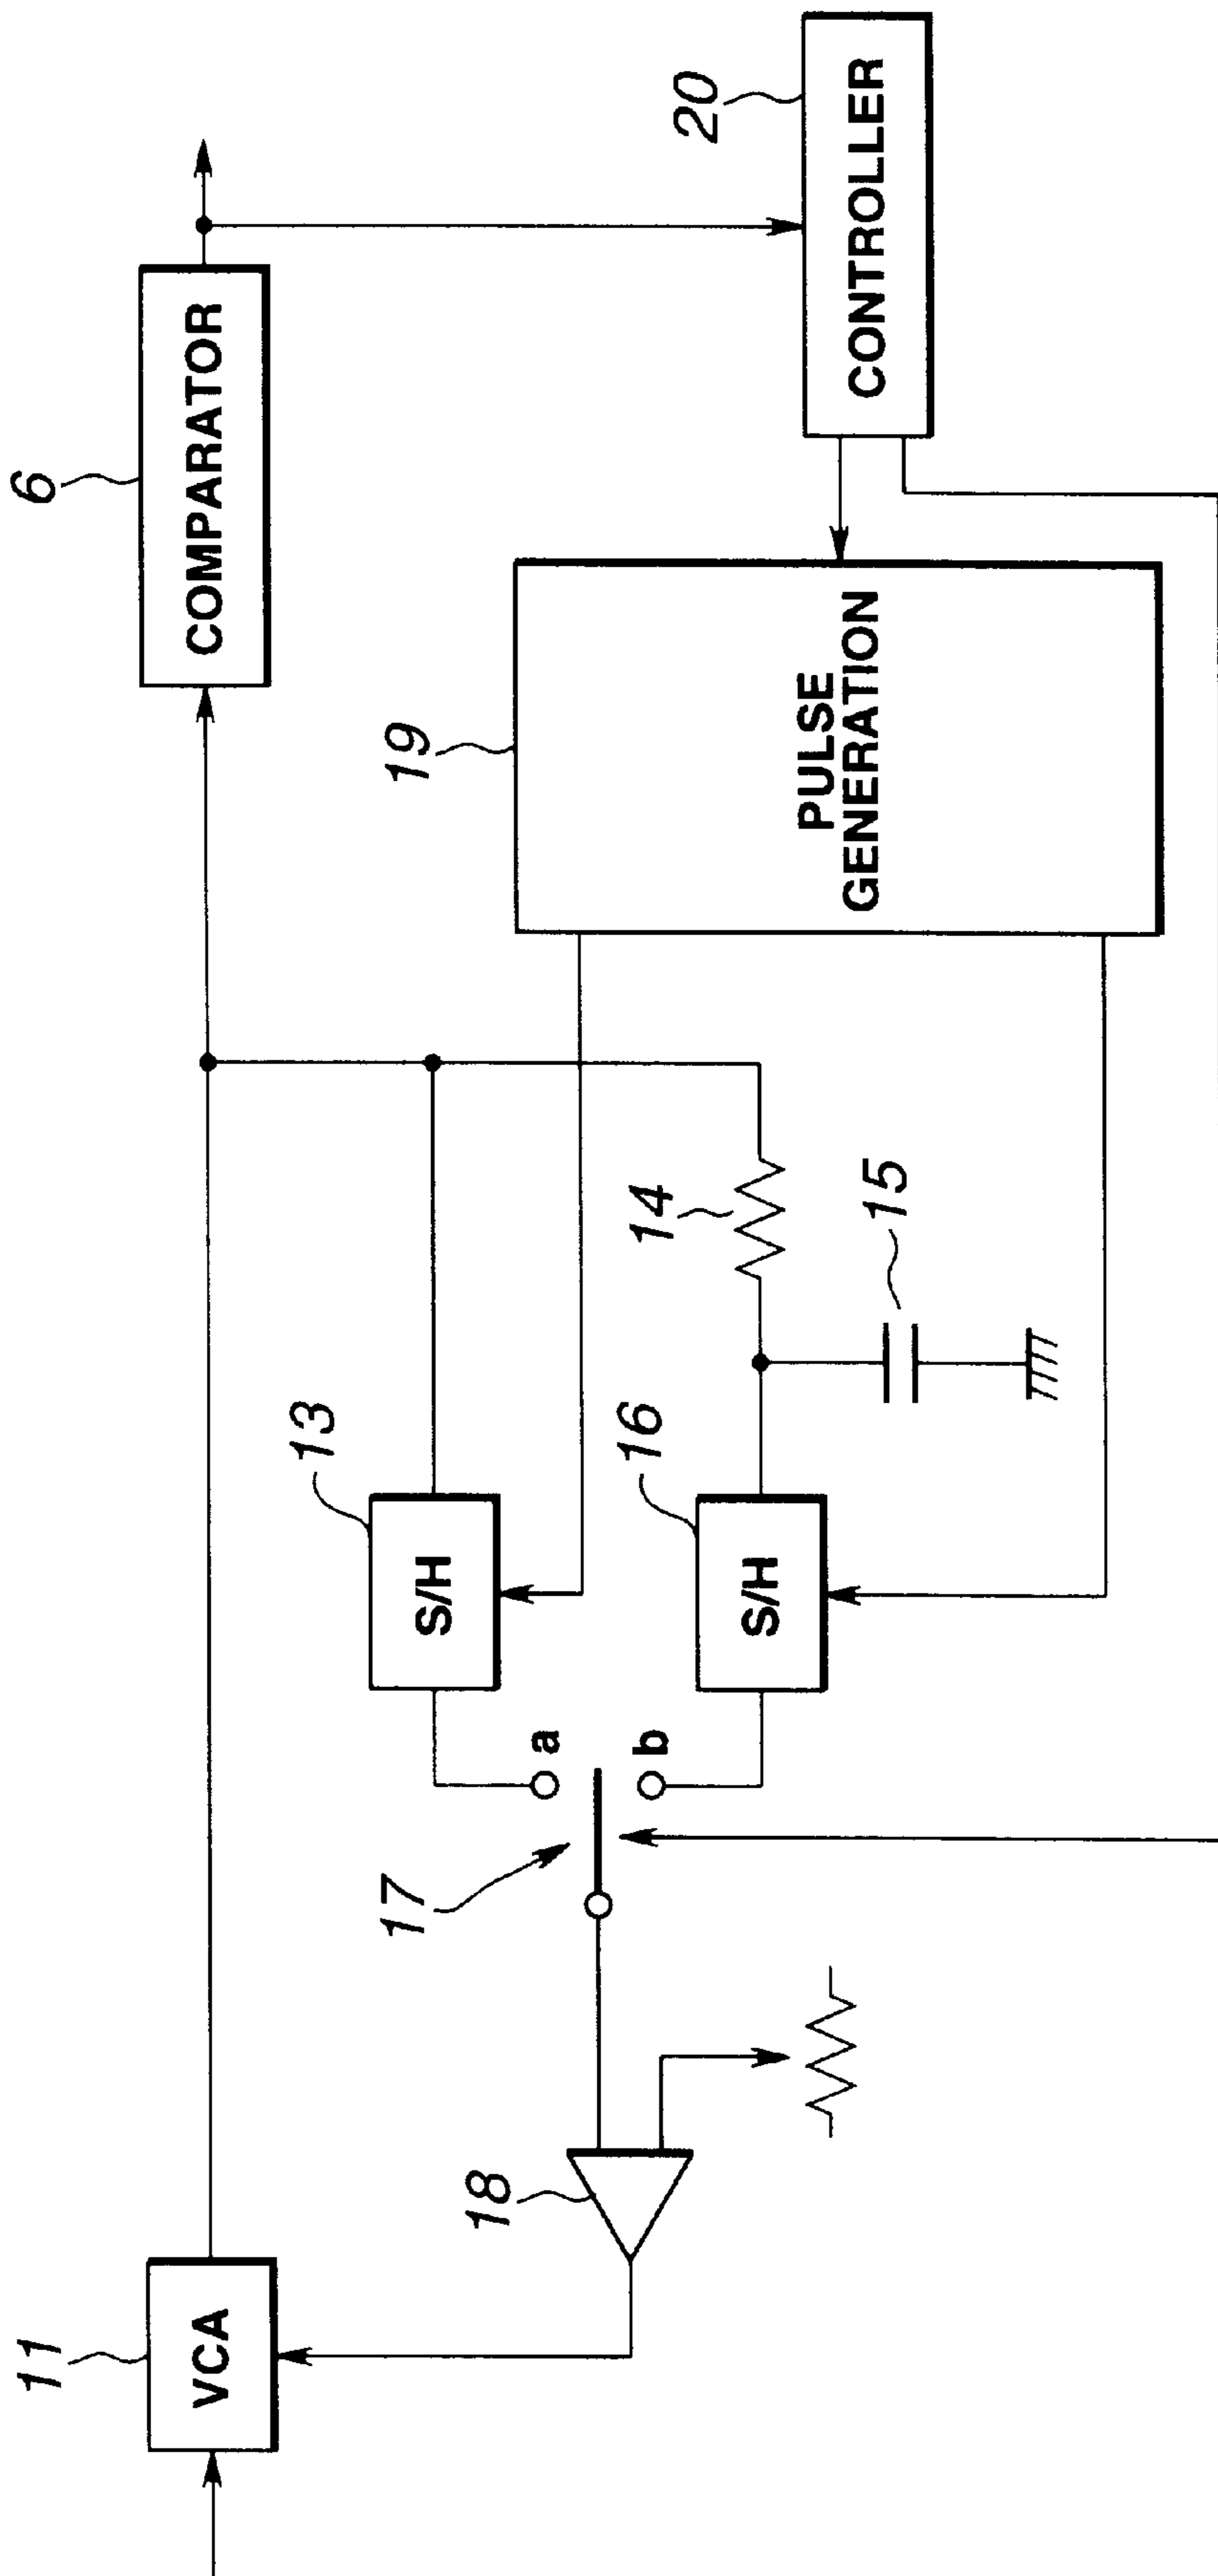 11
VCA
6
COMPARATOR
18
17
a
b
13
S/H
16
S/H
14
15
19
PULSE
GENERATION
20
CONTROLLER